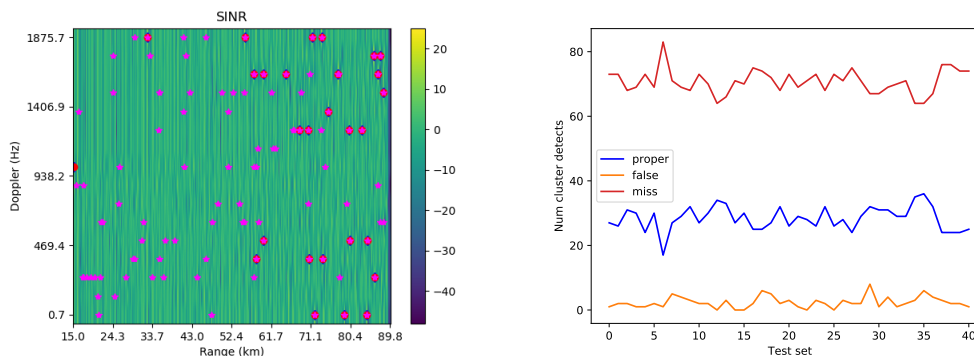 SINR
Doppler (Hz)
1875.7
1406.9
938.2
469.4
0.7
15.0 24.3 33.7 43.0 52.4 61.7 71.1 80.4 89.8
Range (km)
20
10
0
−10
−20
−30
−40
Num cluster detects
80
60
40
20
0
proper
false
miss
0 5 10 15 20 25 30 35 40
Test set